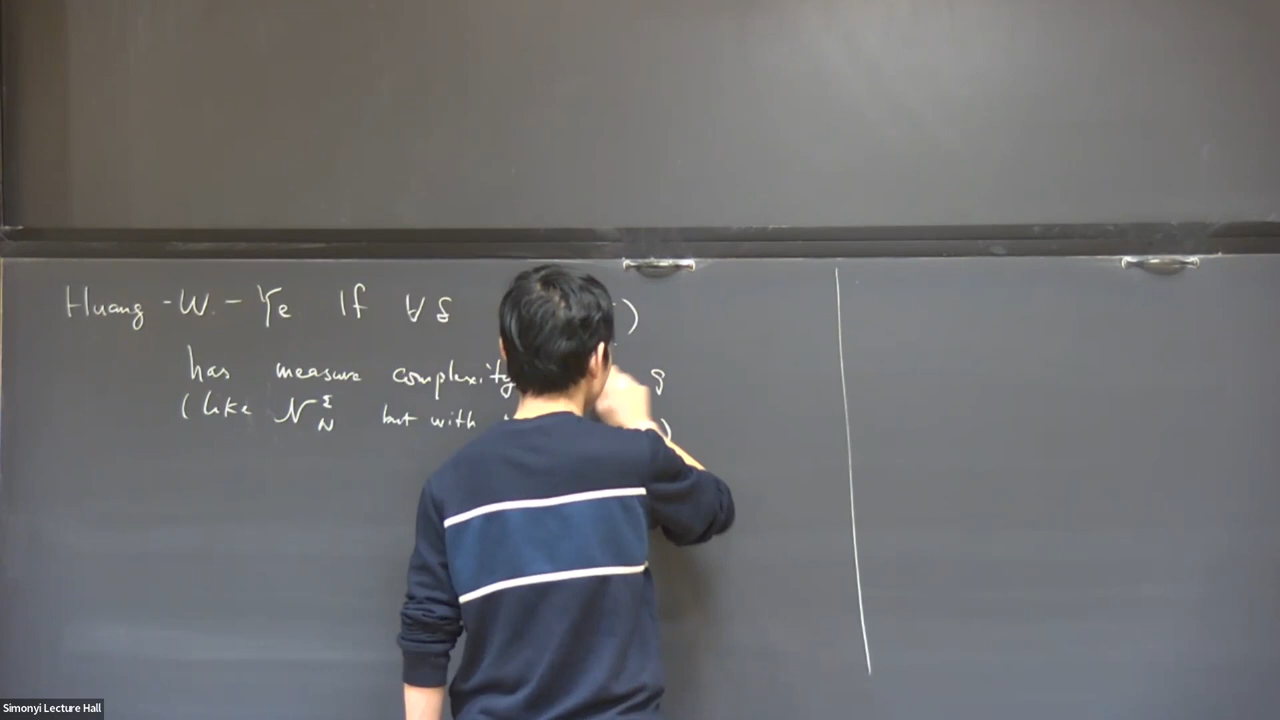 Huang - W. - Ye If ∀ δ )
has measure complexity g
(like 𝒩_N^ε but with )
Simonyi Lecture Hall